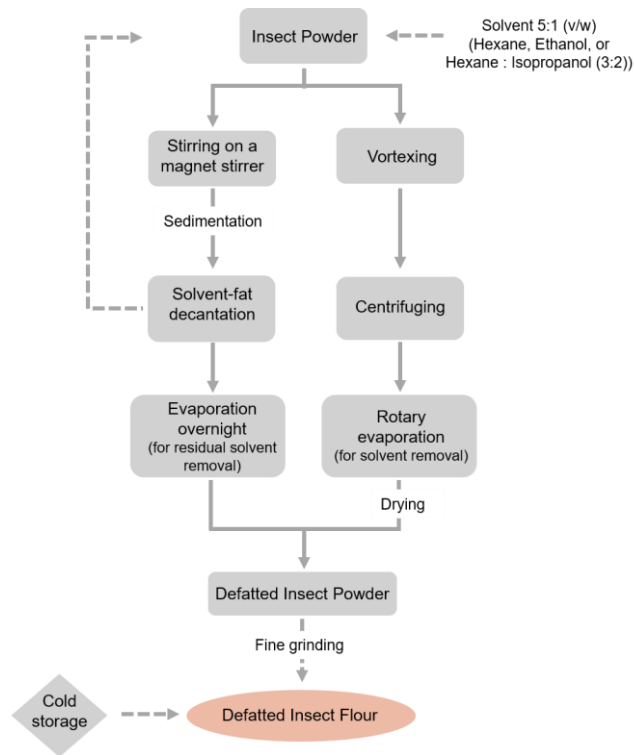 Insect Powder
Solvent 5:1 (v/w)
(Hexane, Ethanol, or
Hexane : Isopropanol (3:2))
Stirring on a
magnet stirrer
Vortexing
Sedimentation
Solvent-fat
decantation
Centrifuging
Evaporation
overnight
(for residual solvent
removal)
Rotary
evaporation
(for solvent removal)
Drying
Defatted Insect Powder
Fine grinding
Cold
storage
Defatted Insect Flour